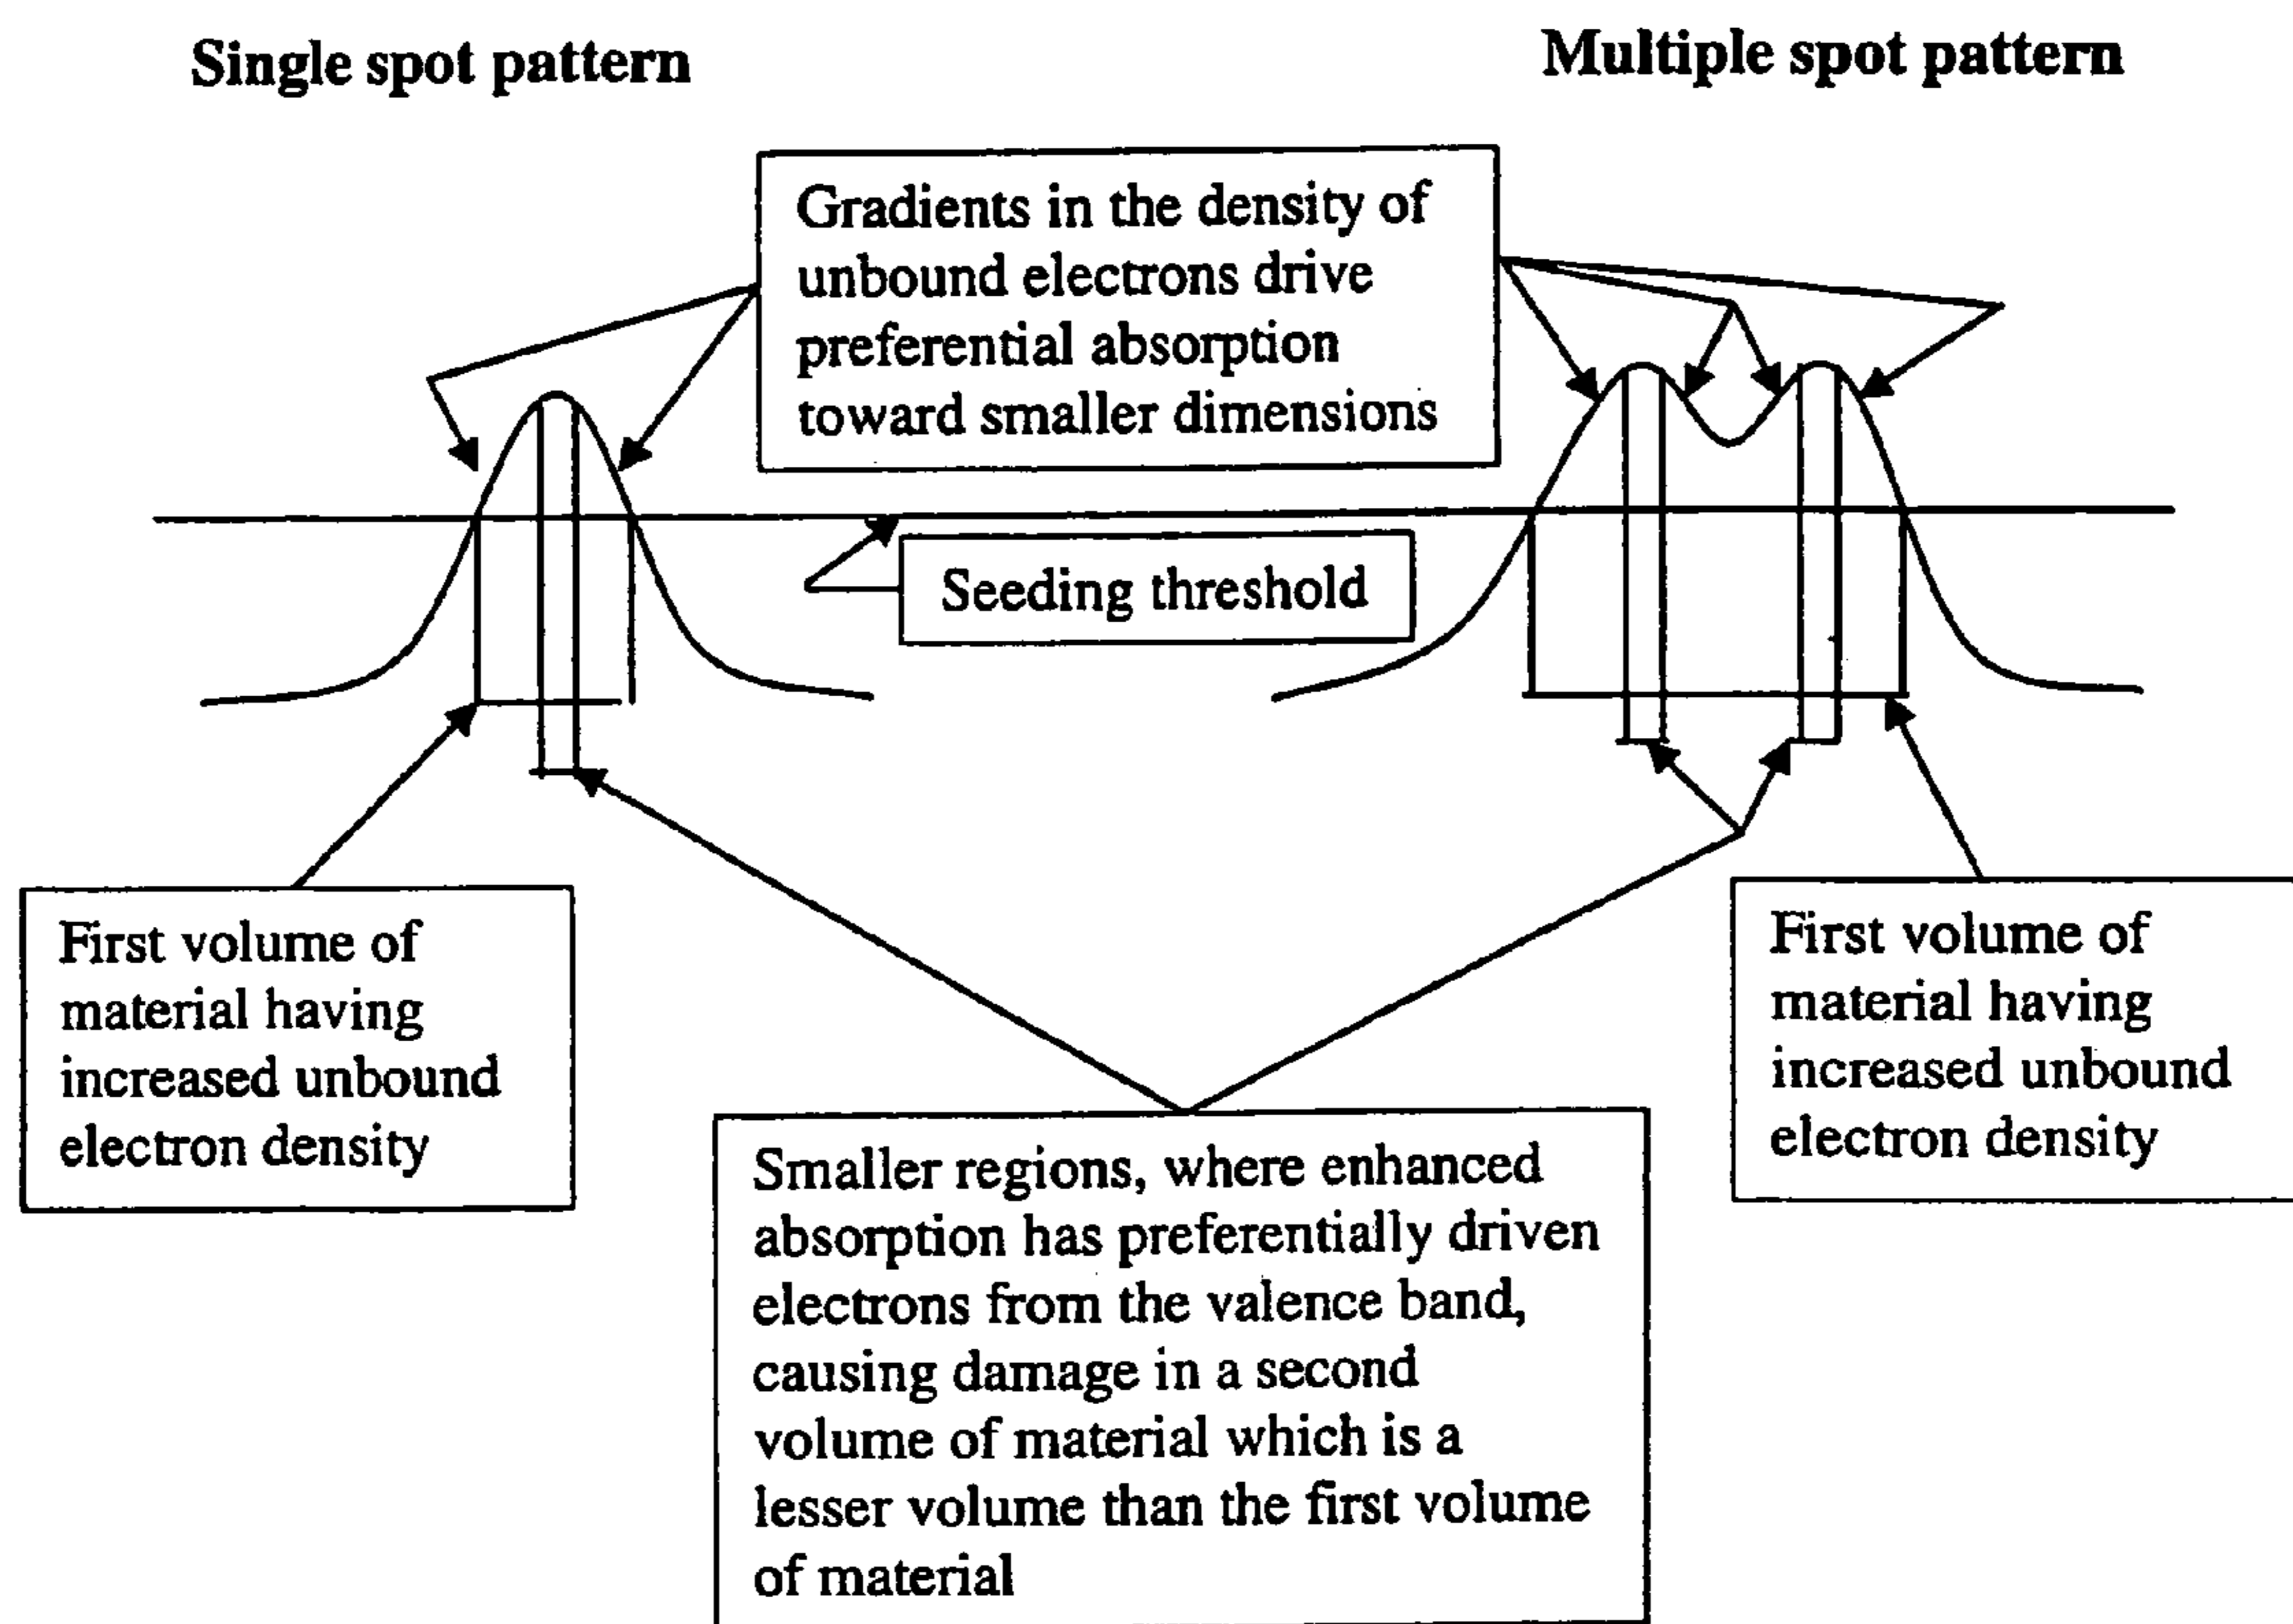 Single spot pattern
Multiple spot pattern
Gradients in the density of
unbound electrons drive
preferential absorption
toward smaller dimensions
Seeding threshold
First volume of
material having
increased unbound
electron density
First volume of
material having
increased unbound
electron density
Smaller regions, where enhanced
absorption has preferentially driven
electrons from the valence band,
causing damage in a second
volume of material which is a
lesser volume than the first volume
of material